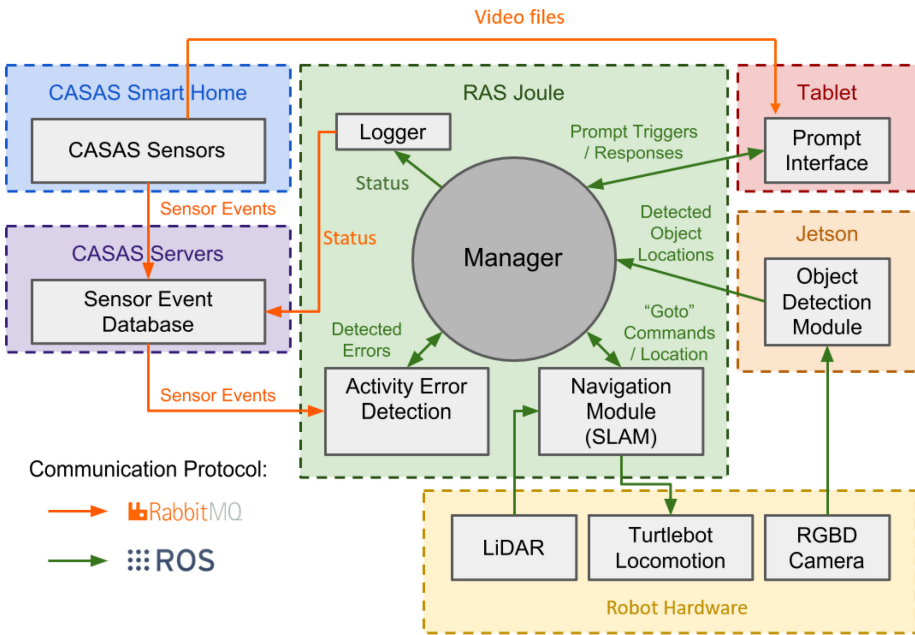 Video files
CASAS Smart Home
RAS Joule
Tablet
CASAS Sensors
Logger
Prompt Triggers
/ Responses
Prompt
Interface
Status
Sensor Events
Detected
Object
Locations
Status
Manager
CASAS Servers
Jetson
Sensor Event
Database
Object
Detection
Module
Detected
Errors
“Goto”
Commands
/ Location
Sensor Events
Activity Error
Detection
Navigation
Module
(SLAM)
Communication Protocol:
RabbitMQ
ROS
LiDAR
Turtlebot
Locomotion
RGBD
Camera
Robot Hardware